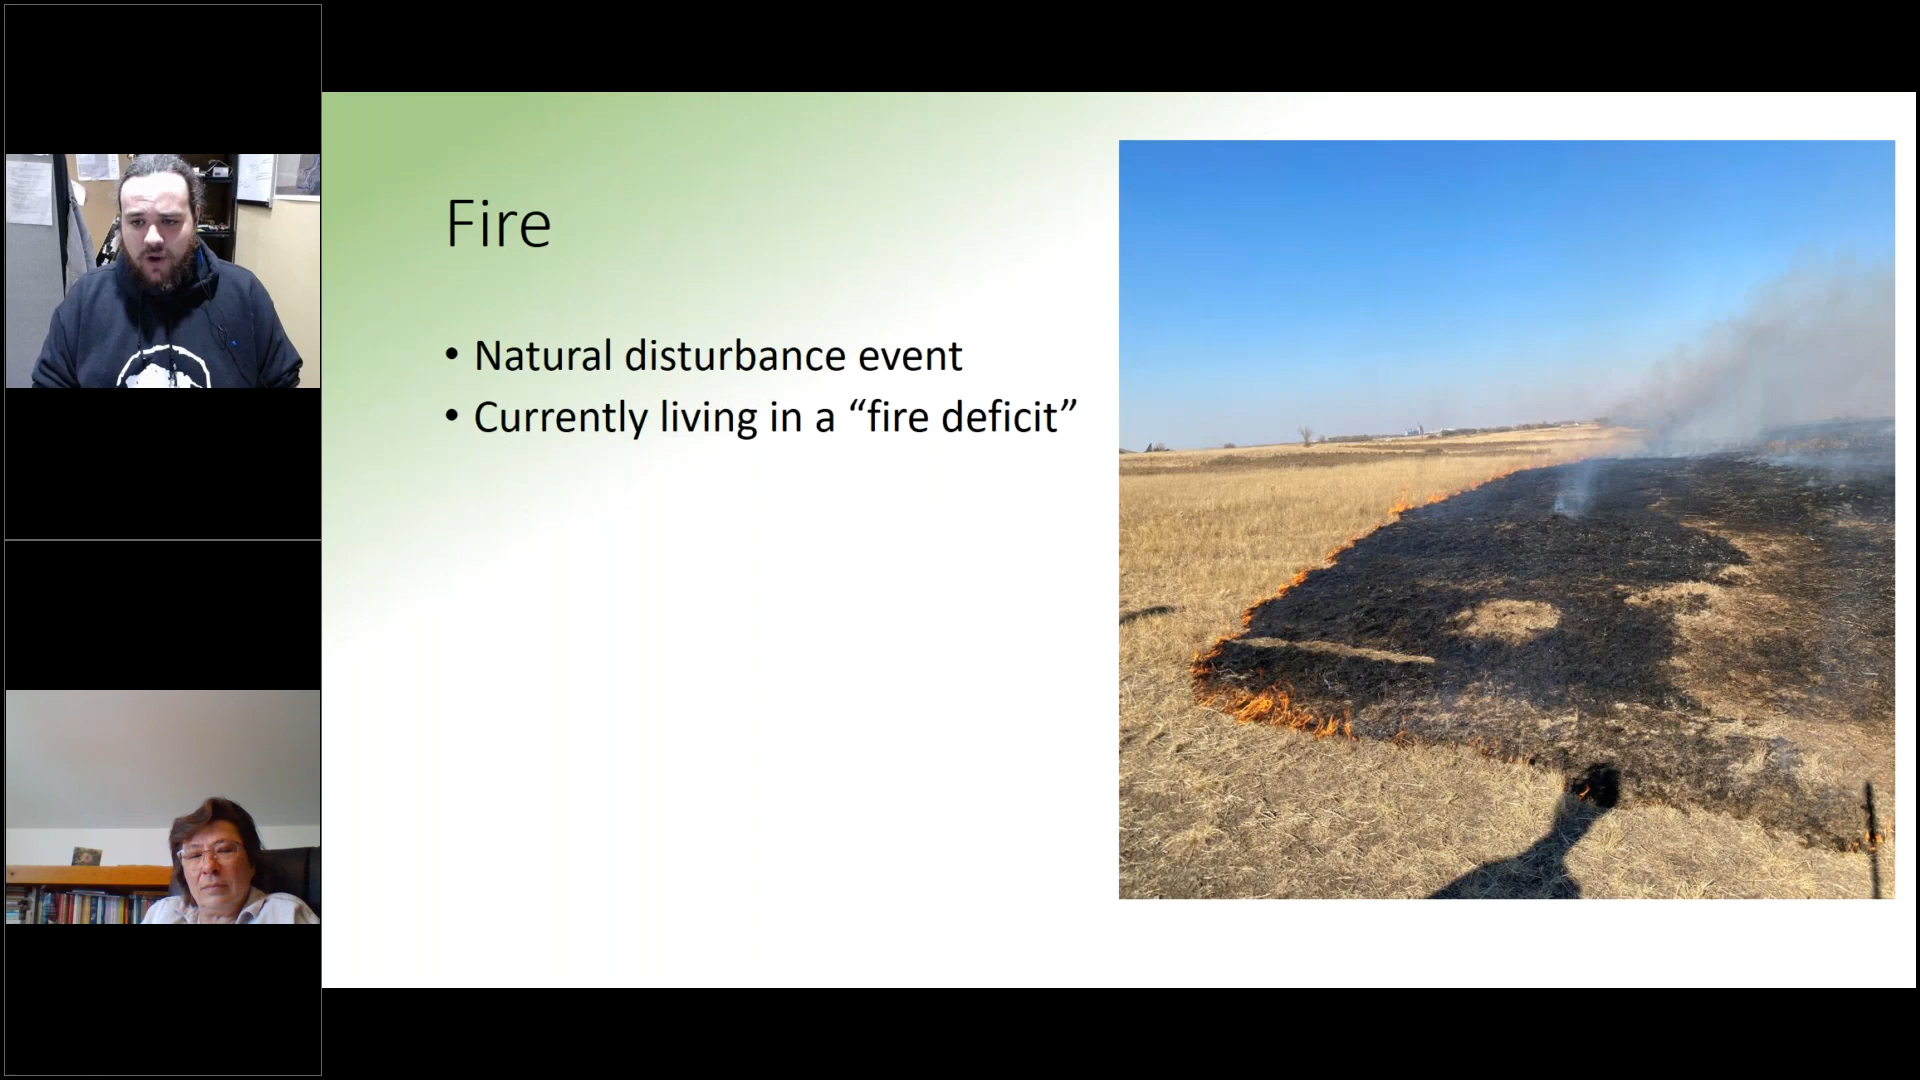 Fire
• Natural disturbance event
• Currently living in a “fire deficit”